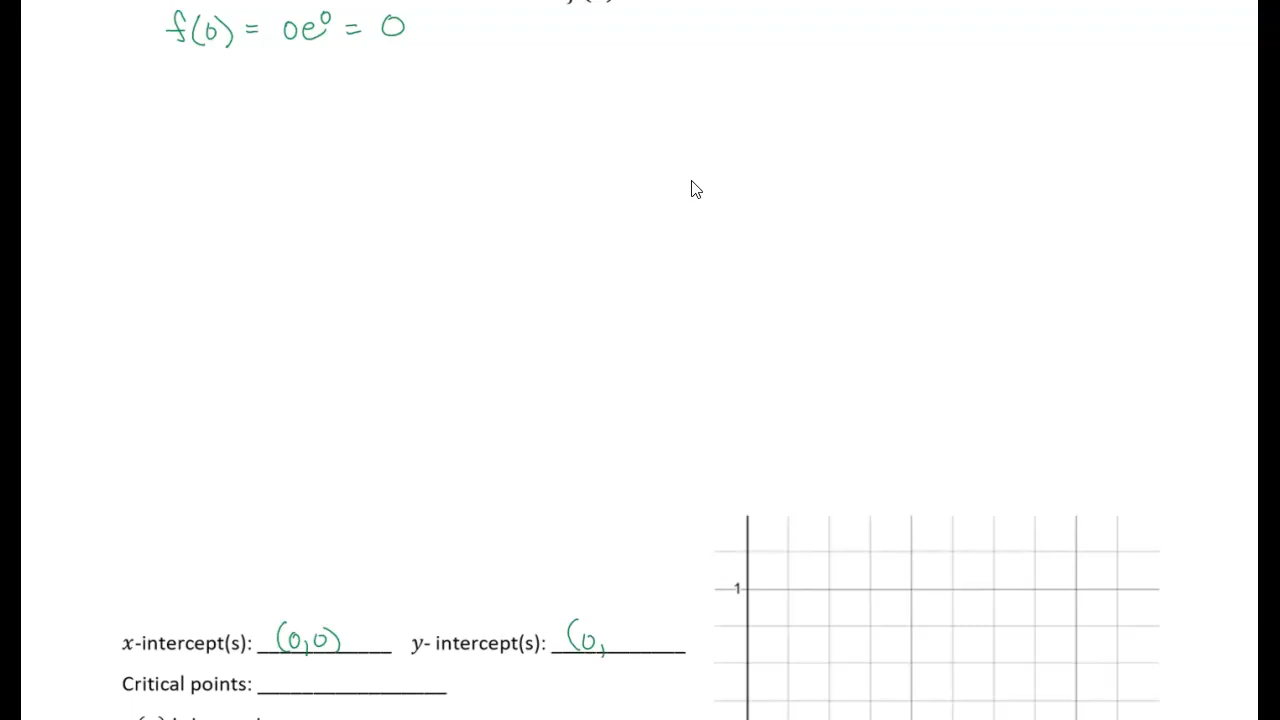 f(0) = 0e⁰ = 0
1
x-intercept(s): (0,0) y- intercept(s): (0,
Critical points: